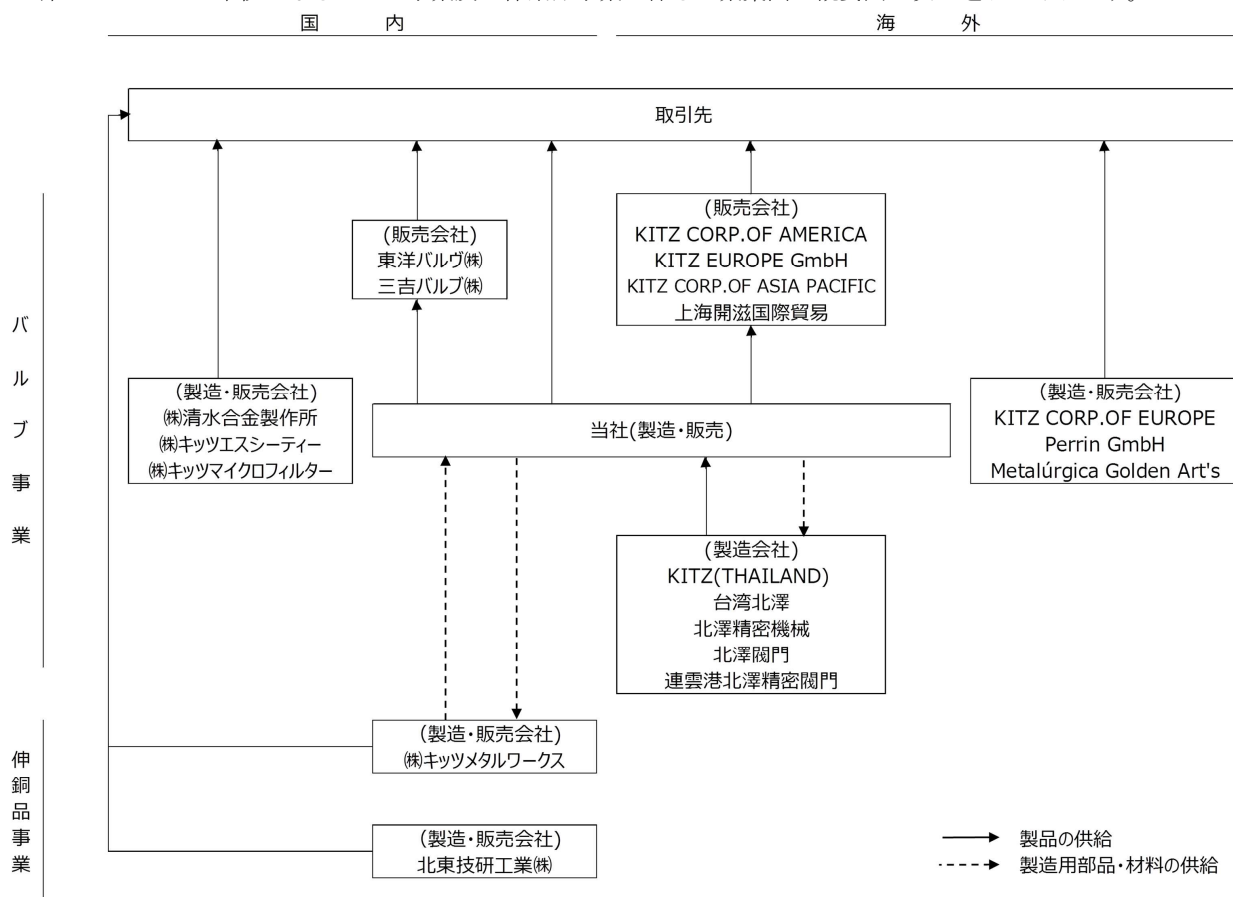 国 内
海 外
取引先
(販売会社)
東洋バルヴ㈱
三吉バルブ㈱
(販売会社)
KITZ CORP.OF AMERICA
KITZ EUROPE GmbH
KITZ CORP.OF ASIA PACIFIC
上海開滋国際貿易
バルブ事業
(製造・販売会社)
㈱清水合金製作所
㈱キッツエスシーティー
㈱キッツマイクロフィルター
当社(製造・販売)
(製造・販売会社)
KITZ CORP.OF EUROPE
Perrin GmbH
Metalúrgica Golden Art's
(製造会社)
KITZ(THAILAND)
台湾北澤
北澤精密機械
北澤閥門
連雲港北澤精密閥門
伸銅品事業
(製造・販売会社)
㈱キッツメタルワークス
(製造・販売会社)
北東技研工業㈱
製品の供給
製造用部品・材料の供給